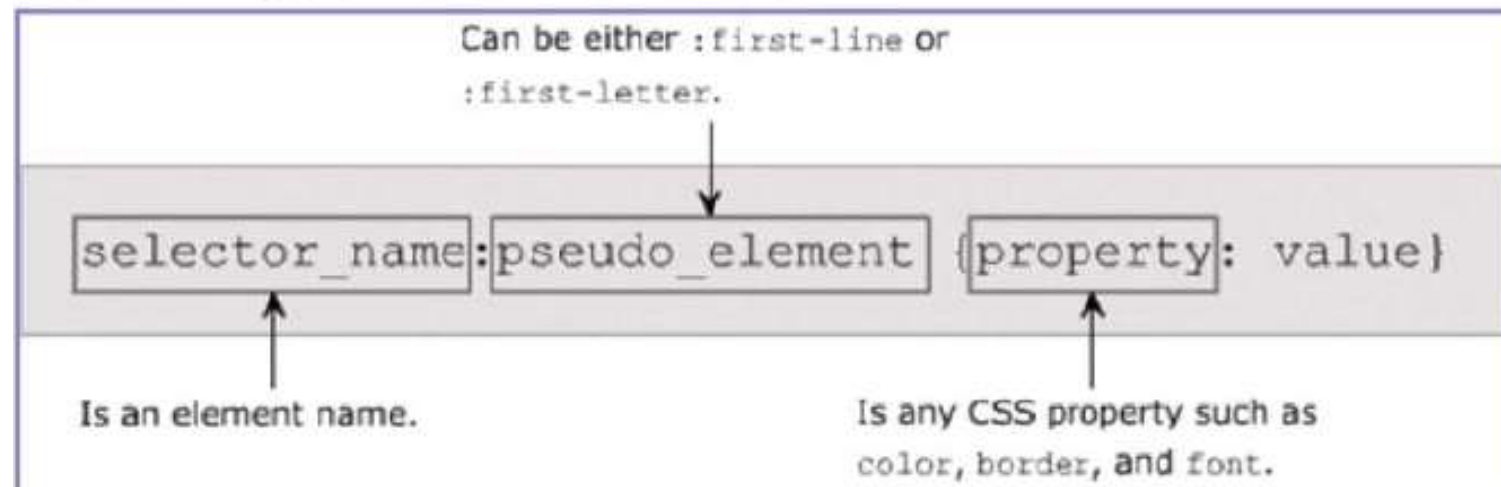 Can be either :first-line or
:first-letter.
selector_name:pseudo_element {property: value}
Is an element name.
Is any CSS property such as
color, border, and font.